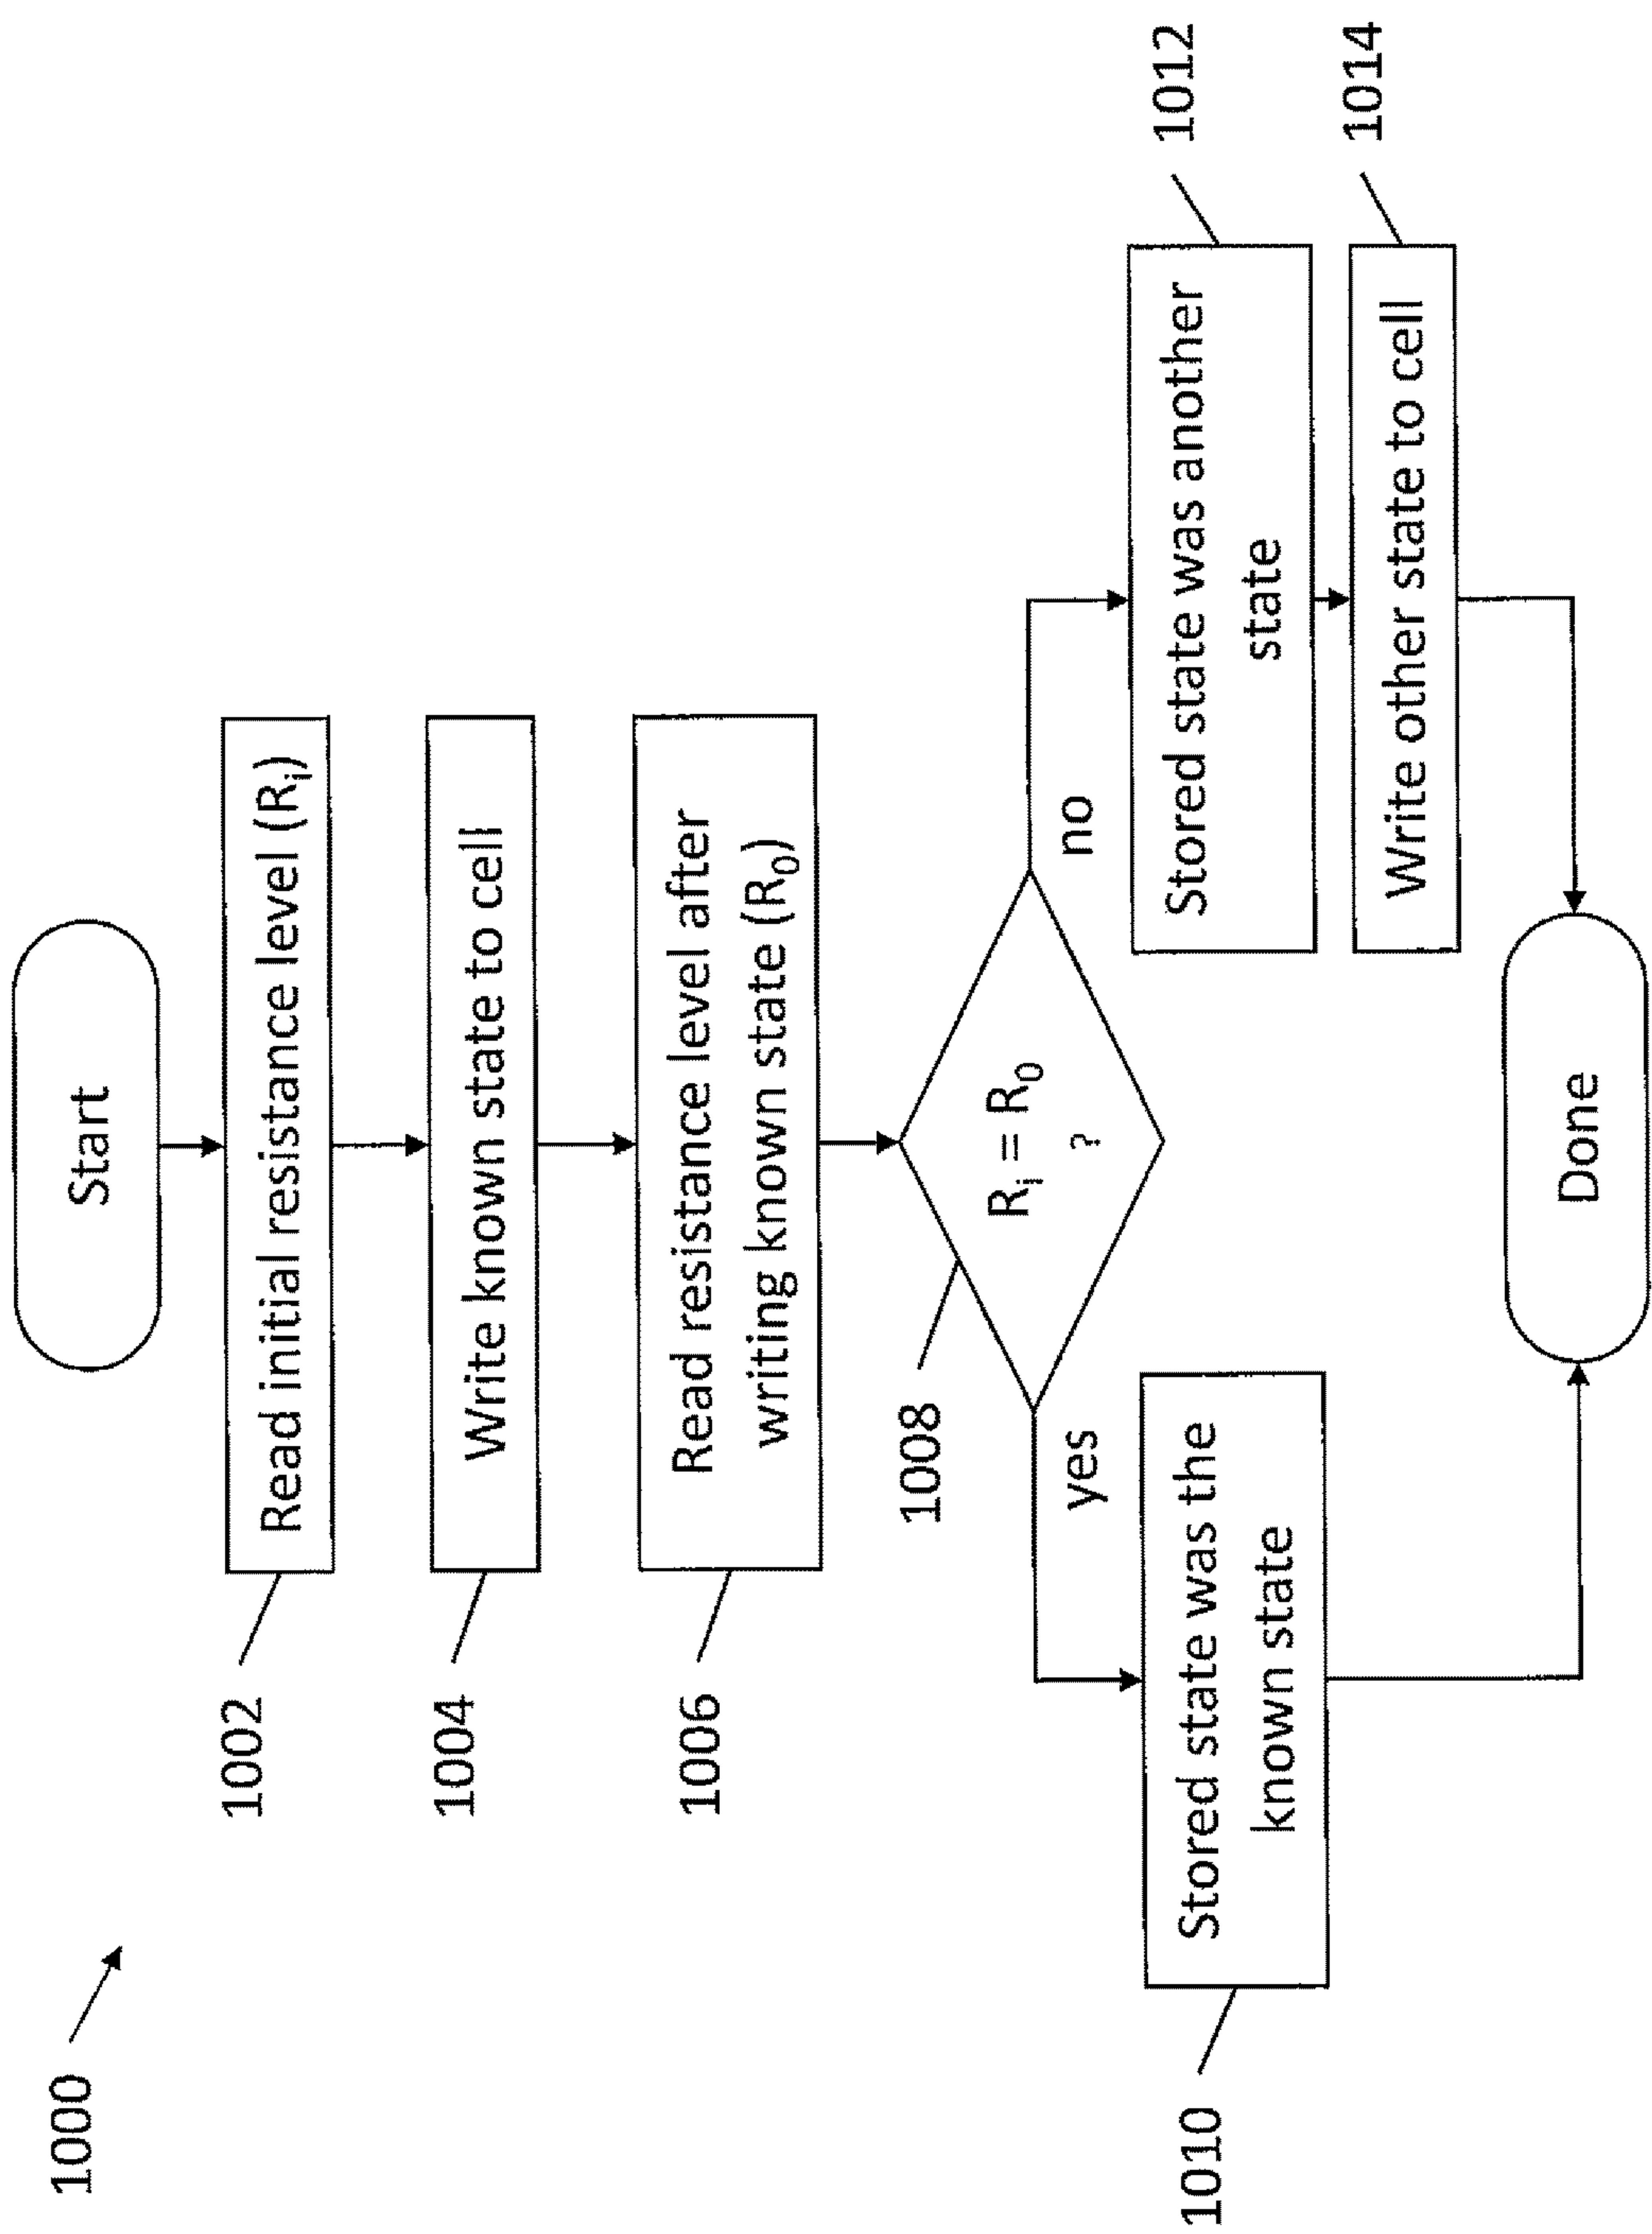 1000
Start
1002
Read initial resistance level (Ri)
1004
Write known state to cell
1006
Read resistance level after
writing known state (R0)
1008
Ri = R0
?
yes
no
1010
Stored state was the
known state
1012
Stored state was another
state
1014
Write other state to cell
Done